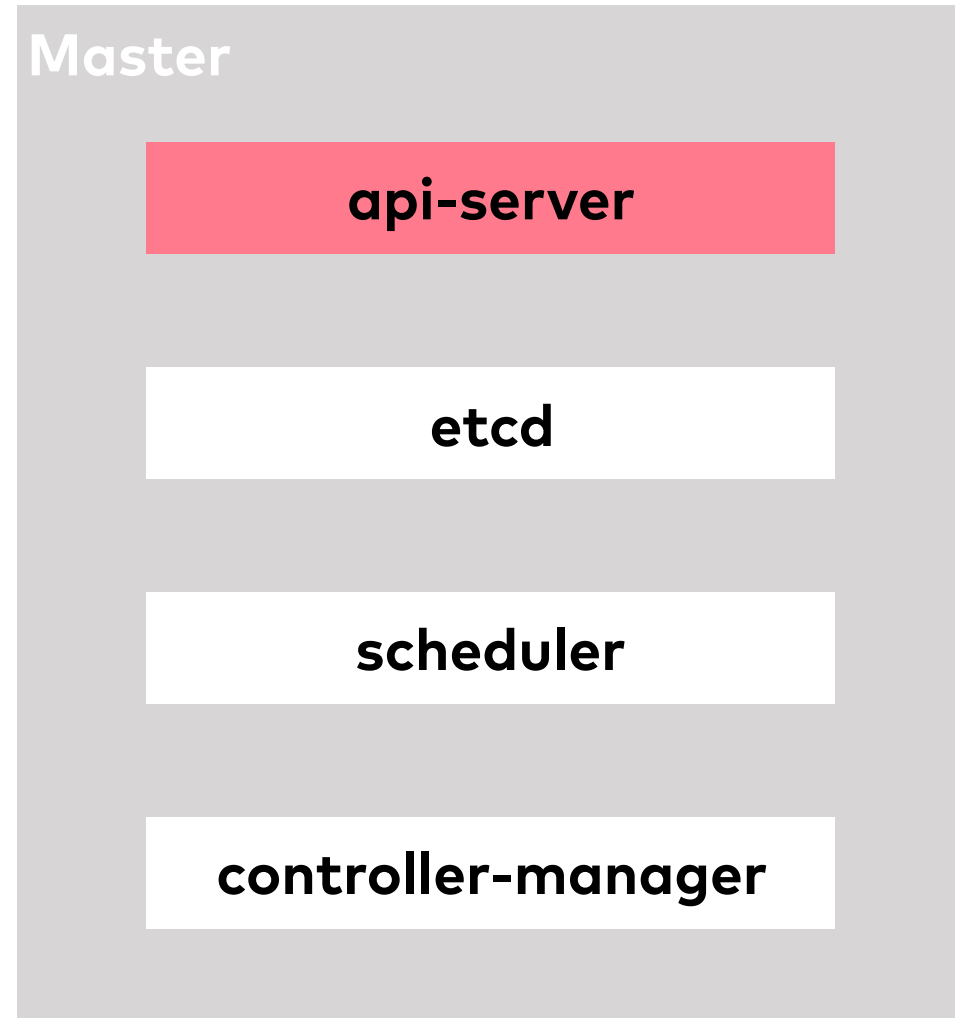 Master
api-server
etcd
scheduler
controller-manager